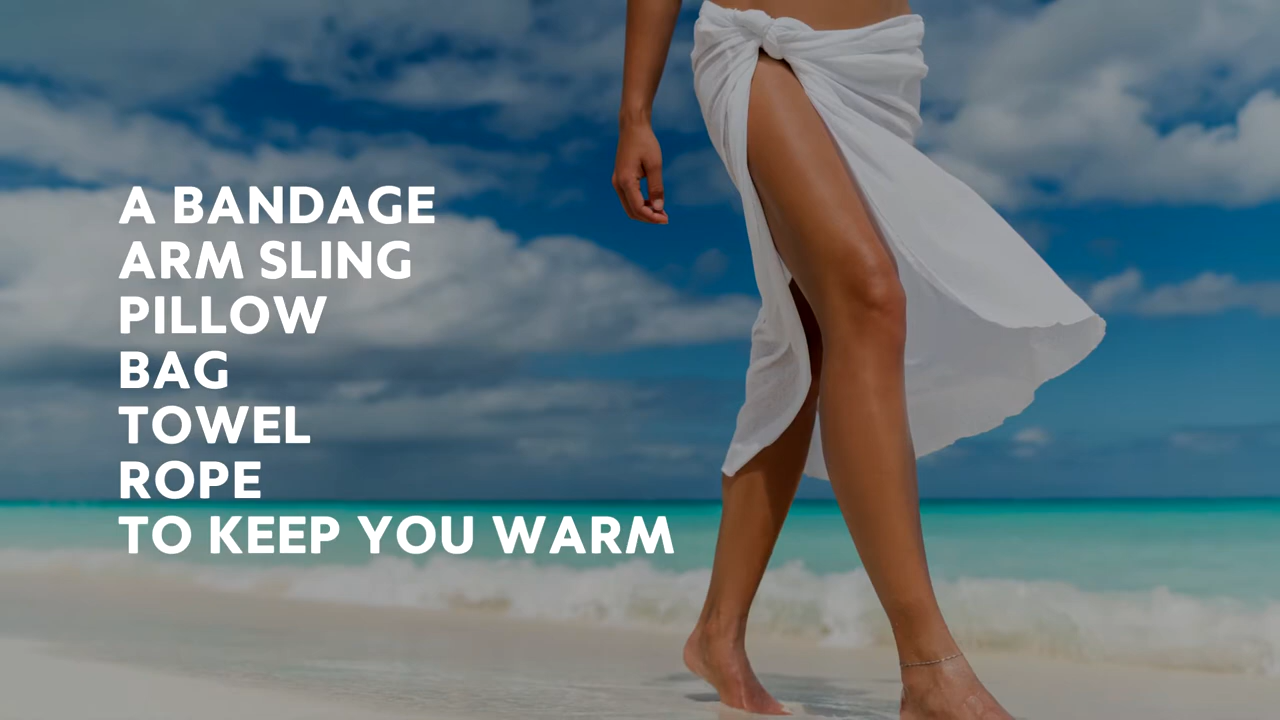 A BANDAGE
ARM SLING
PILLOW
BAG
TOWEL
ROPE
TO KEEP YOU WARM